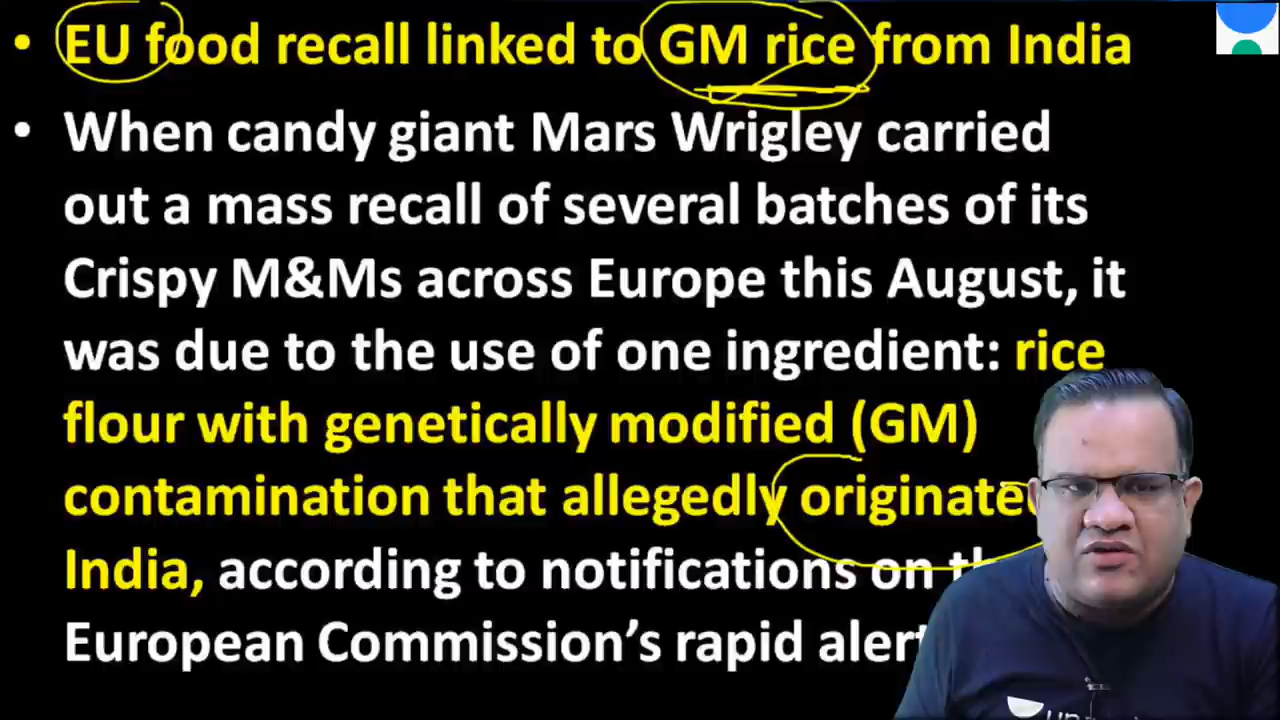 • EU food recall linked to GM rice from India
• When candy giant Mars Wrigley carried
out a mass recall of several batches of its
Crispy M&Ms across Europe this August, it
was due to the use of one ingredient: rice
flour with genetically modified (GM)
contamination that allegedly originated
India, according to notifications on
European Commission’s rapid alert